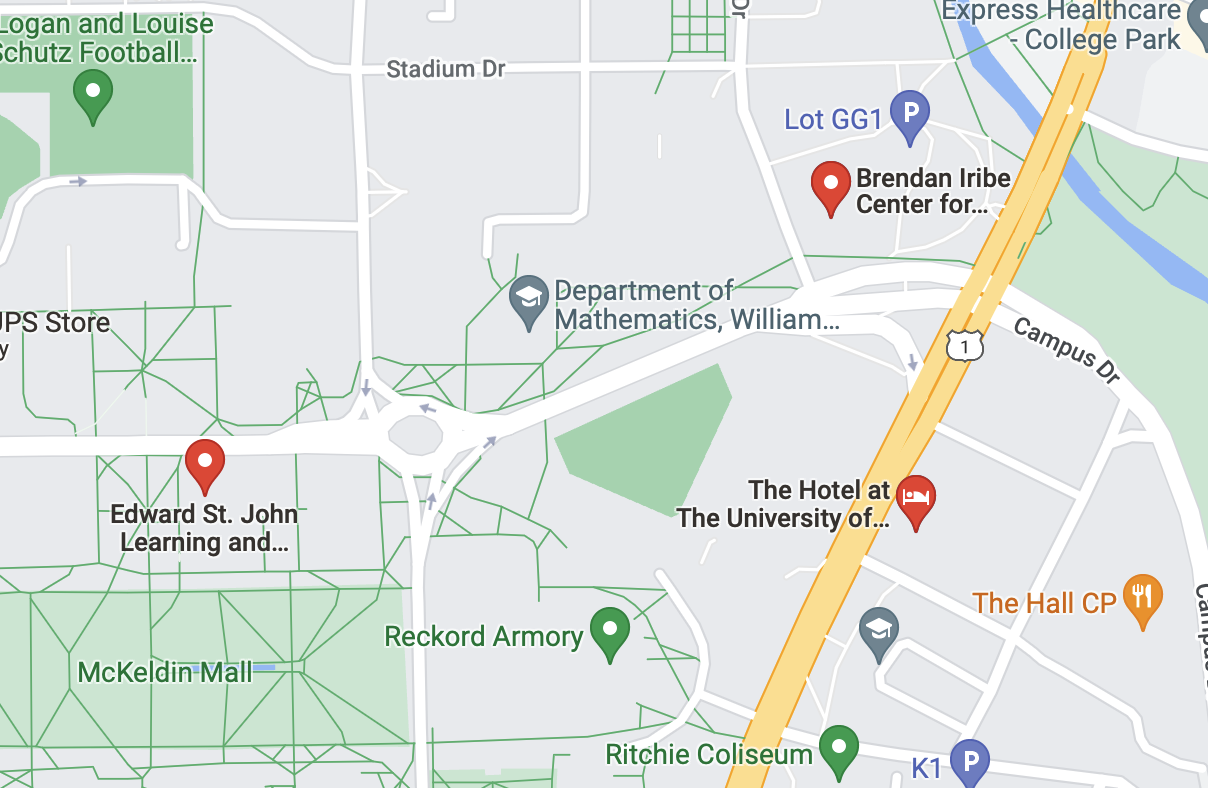 Logan and Louise
Schutz Football...
Express Healthcare
- College Park
Dr
Stadium Dr
Lot GG1
P
Brendan Iribe
Center for...
Department of
Mathematics, William...
UPS Store
y
1
Campus Dr
The Hotel at
The University of...
Edward St. John
Learning and...
The Hall CP
Reckord Armory
McKeldin Mall
Ritchie Coliseum
K1
P
Campus